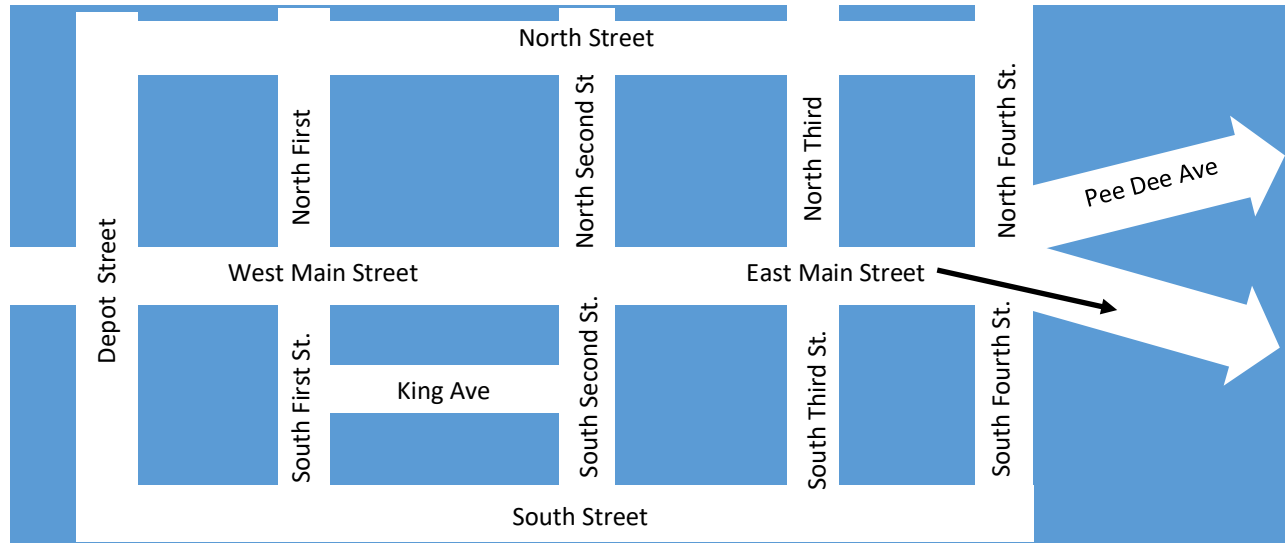 North Street
North First
North Second St
North Third
North Fourth St.
Pee Dee Ave
Depot  Street
West Main Street
East Main Street
South First St.
King Ave
South Second St.
South Third St.
South Fourth St.
South Street